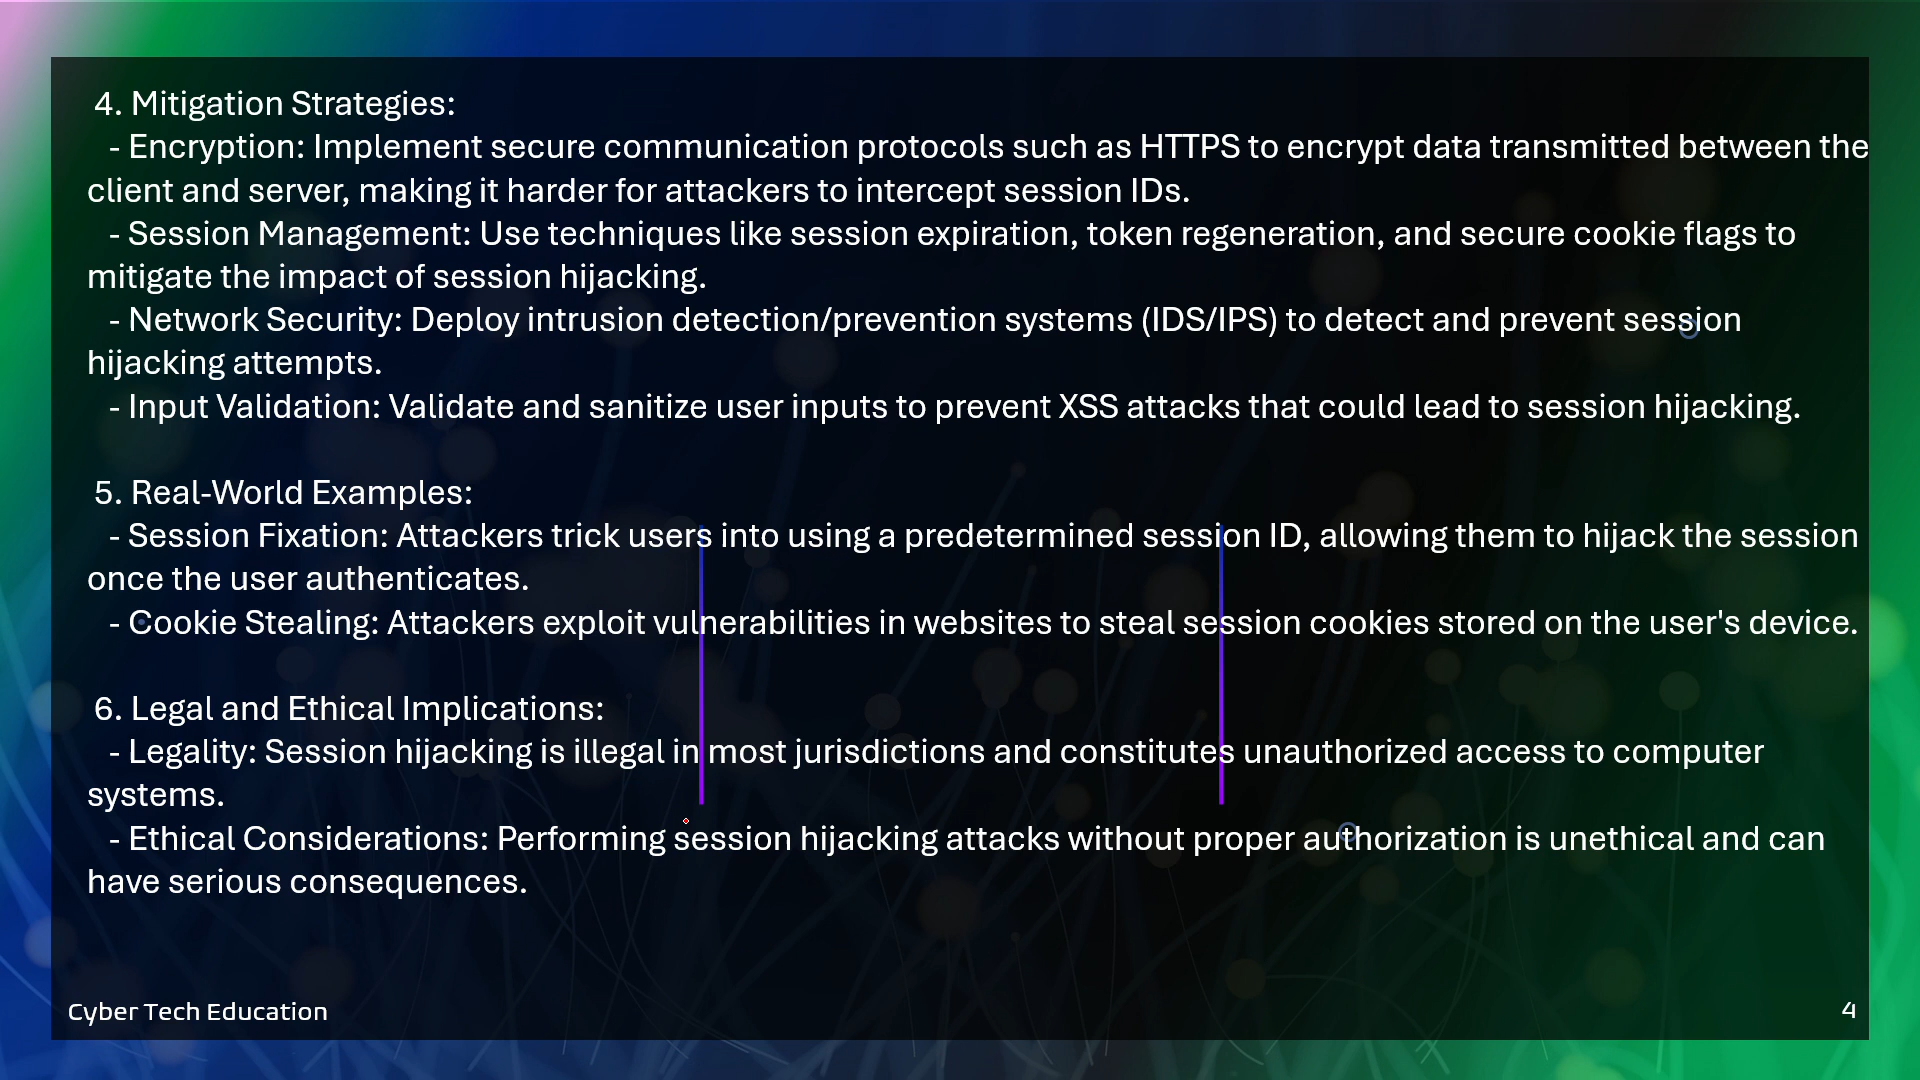 4. Mitigation Strategies:
- Encryption: Implement secure communication protocols such as HTTPS to encrypt data transmitted between the
client and server, making it harder for attackers to intercept session IDs.
- Session Management: Use techniques like session expiration, token regeneration, and secure cookie flags to
mitigate the impact of session hijacking.
- Network Security: Deploy intrusion detection/prevention systems (IDS/IPS) to detect and prevent session
hijacking attempts.
- Input Validation: Validate and sanitize user inputs to prevent XSS attacks that could lead to session hijacking.
5. Real-World Examples:
- Session Fixation: Attackers trick users into using a predetermined session ID, allowing them to hijack the session
once the user authenticates.
- Cookie Stealing: Attackers exploit vulnerabilities in websites to steal session cookies stored on the user's device.
6. Legal and Ethical Implications:
- Legality: Session hijacking is illegal in most jurisdictions and constitutes unauthorized access to computer
systems.
- Ethical Considerations: Performing session hijacking attacks without proper authorization is unethical and can
have serious consequences.
Cyber Tech Education
4